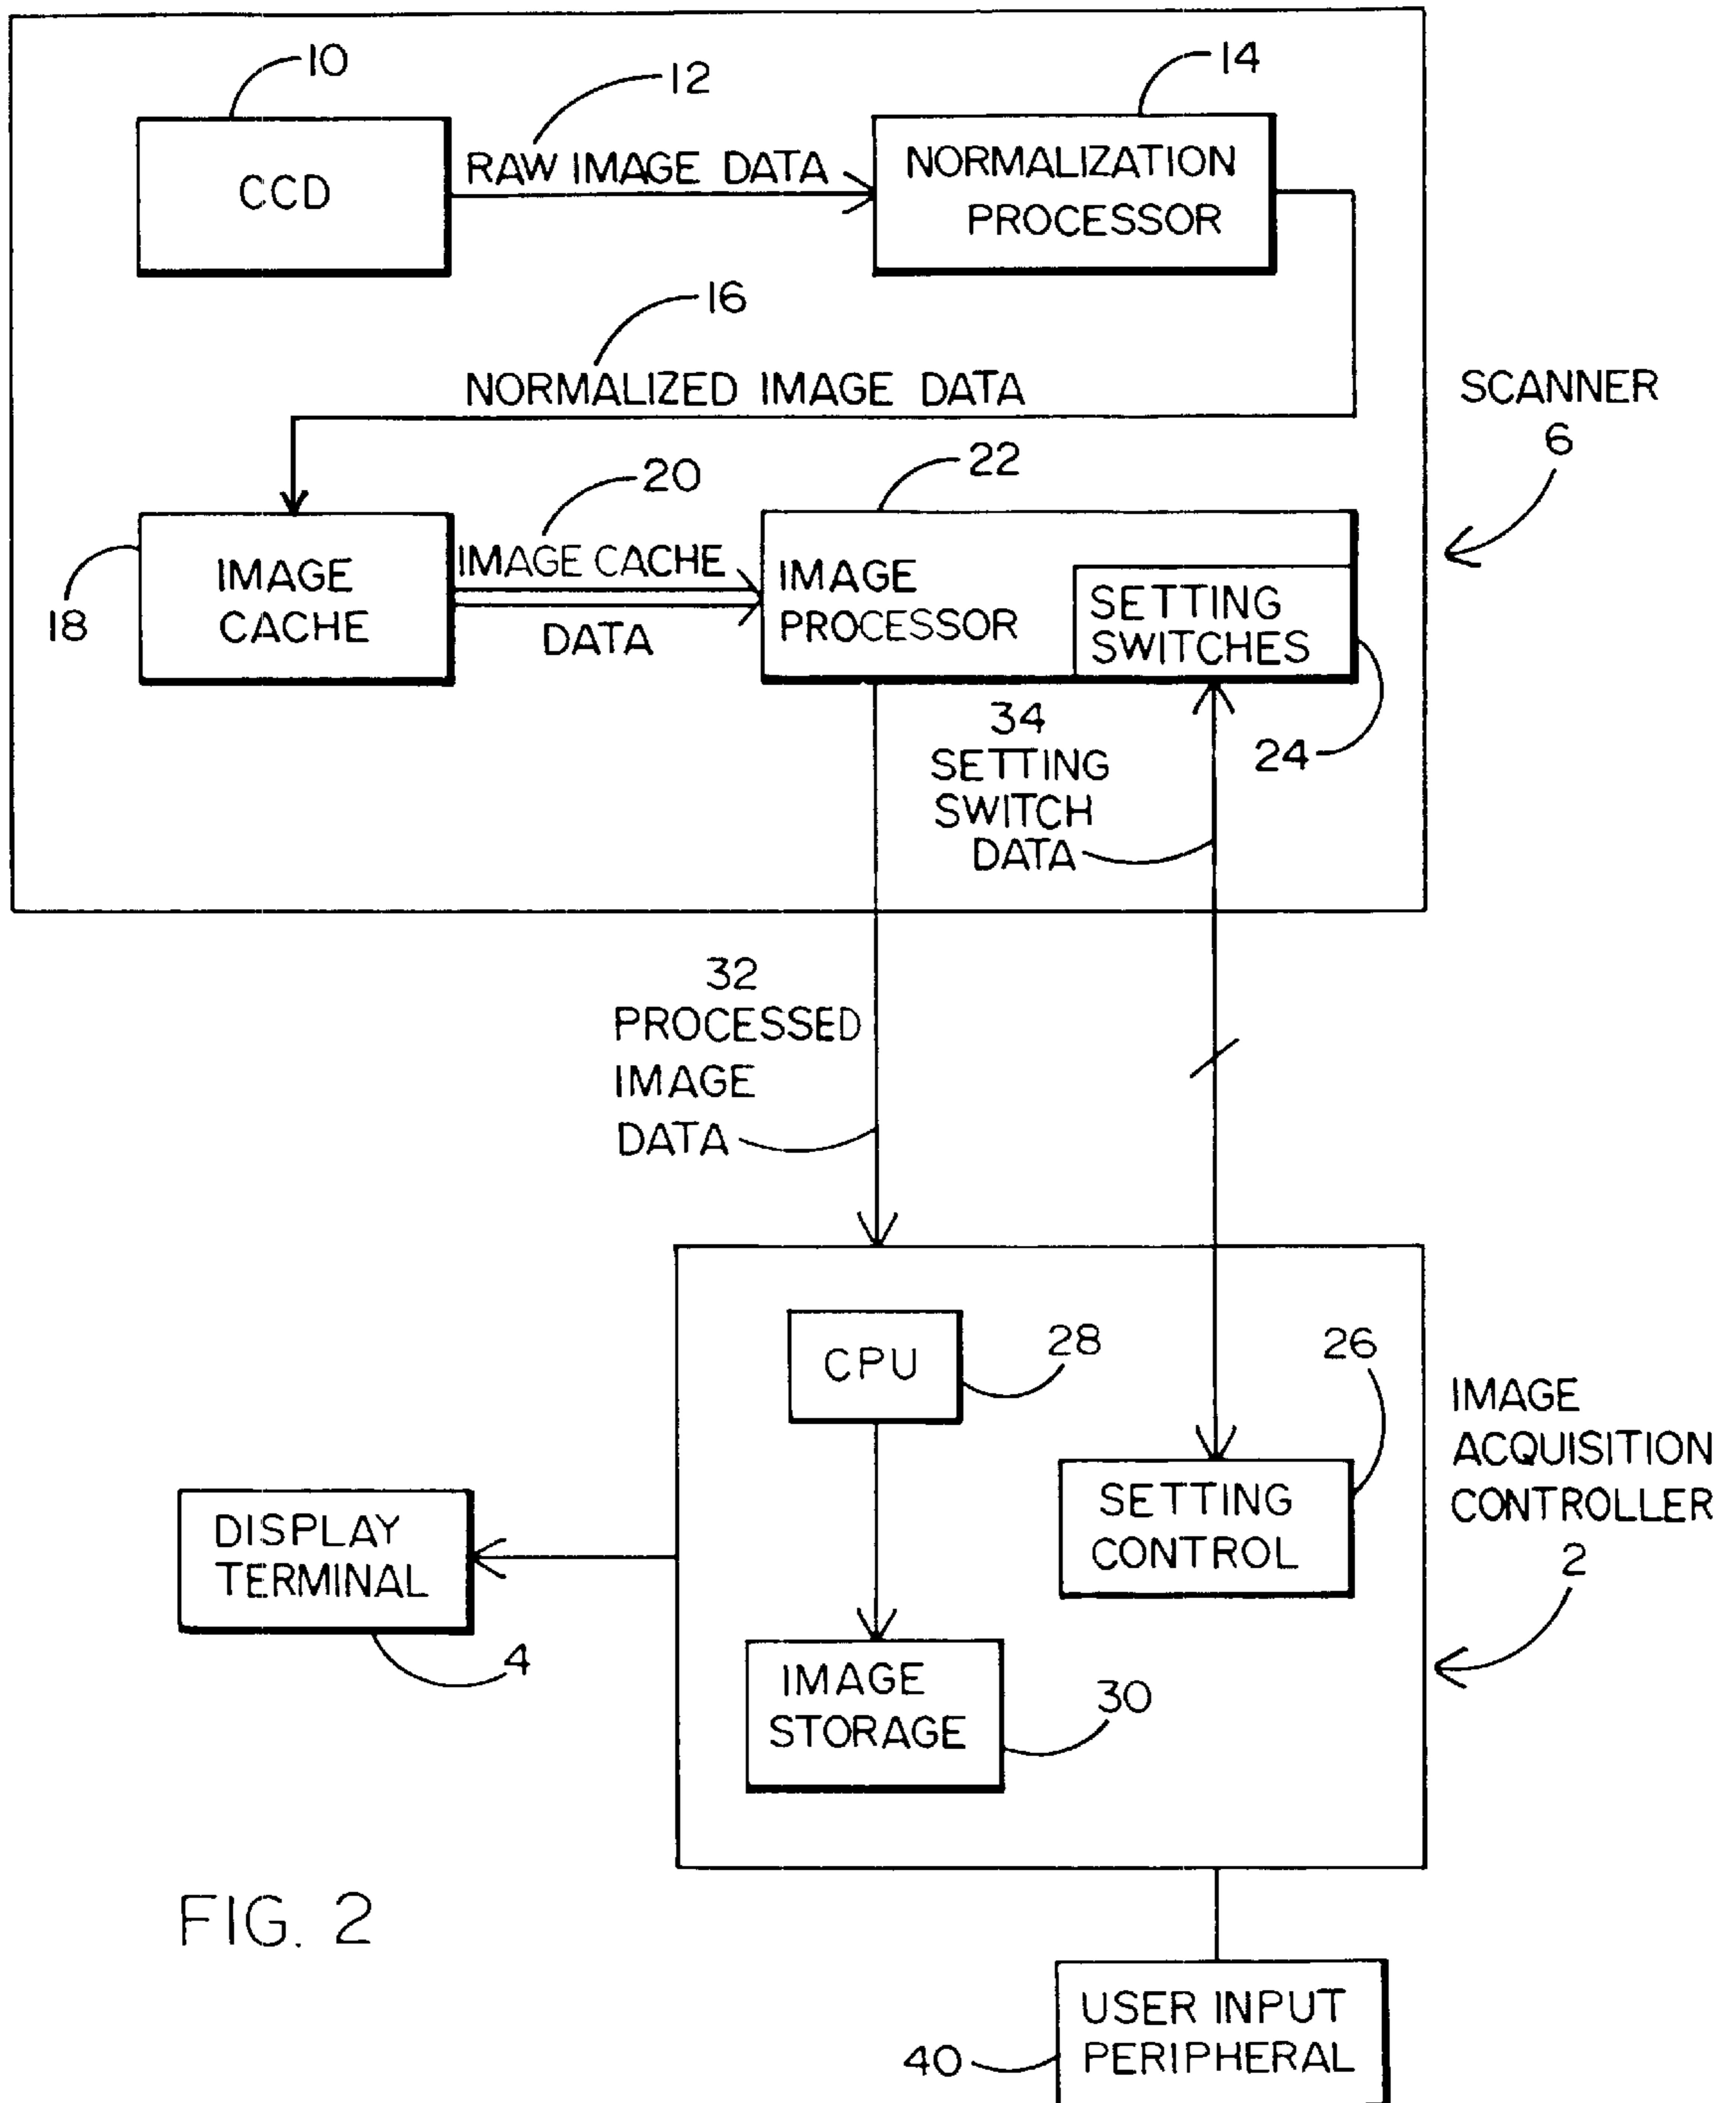 10
12
14
CCD
RAW IMAGE DATA
NORMALIZATION
PROCESSOR
16
NORMALIZED IMAGE DATA
SCANNER
6
20
22
18
IMAGE
CACHE
IMAGE CACHE
DATA
IMAGE
PROCESSOR
SETTING
SWITCHES
24
34
SETTING
SWITCH
DATA
32
PROCESSED
IMAGE
DATA
CPU
28
26
SETTING
CONTROL
IMAGE
ACQUISITION
CONTROLLER
2
DISPLAY
TERMINAL
4
IMAGE
STORAGE
30
FIG. 2
USER INPUT
PERIPHERAL
40